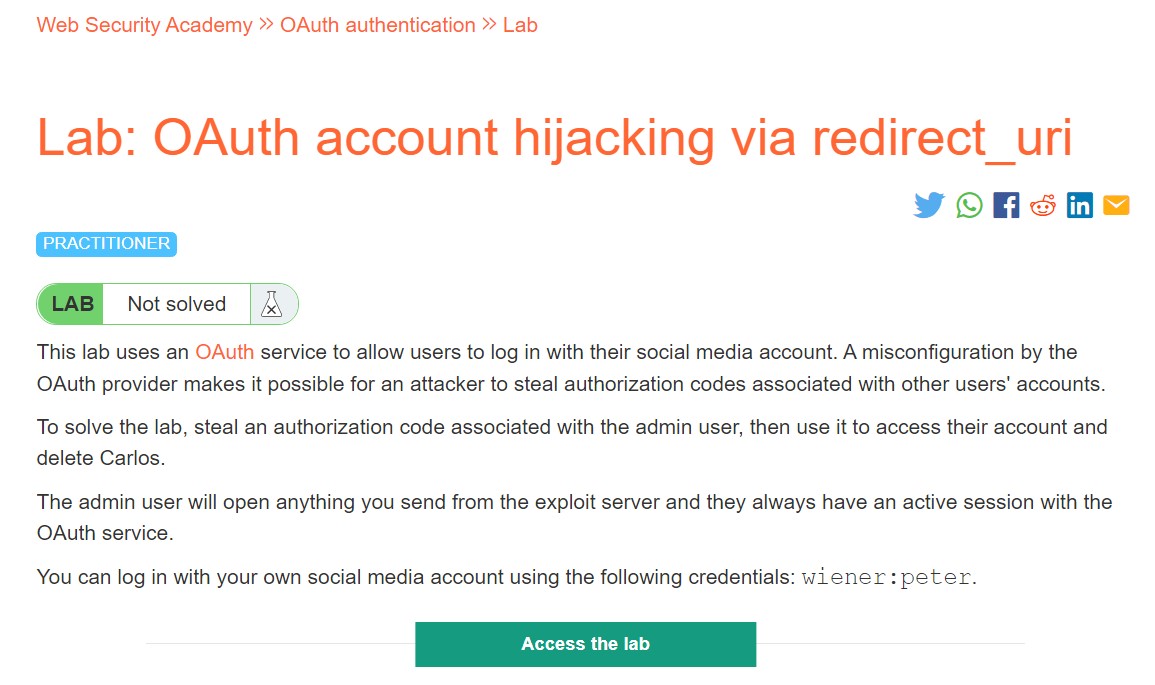 Web Security Academy >> OAuth authentication >> Lab
Lab: OAuth account hijacking via redirect_uri
PRACTITIONER
LAB Not solved
This lab uses an OAuth service to allow users to log in with their social media account. A misconfiguration by the
OAuth provider makes it possible for an attacker to steal authorization codes associated with other users' accounts.
To solve the lab, steal an authorization code associated with the admin user, then use it to access their account and
delete Carlos.
The admin user will open anything you send from the exploit server and they always have an active session with the
OAuth service.
You can log in with your own social media account using the following credentials: wiener:peter.
Access the lab